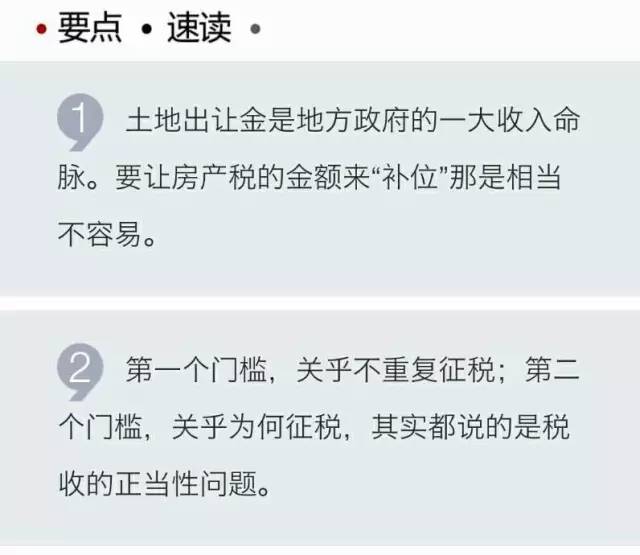 • 要点 • 速读 •
1 土地出让金是地方政府的一大收入命
脉。要让房产税的金额来“补位”那是相当
不容易。
2 第一个门槛，关乎不重复征税；第二
个门槛，关乎为何征税，其实都说的是税
收的正当性问题。